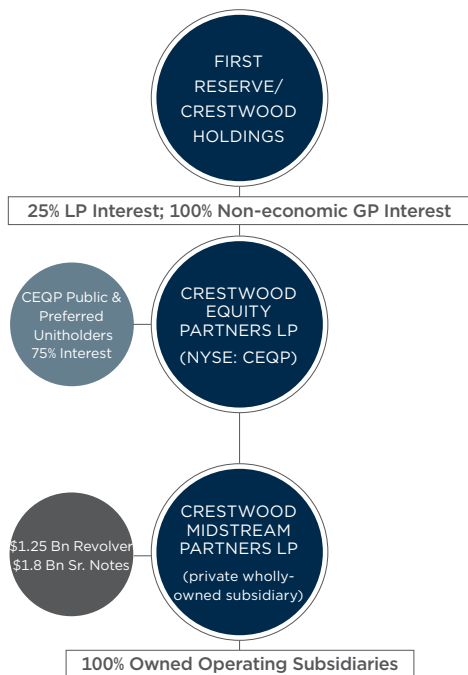 FIRST
RESERVE/
CRESTWOOD
HOLDINGS
25% LP Interest; 100% Non-economic GP Interest
CEQP Public &
Preferred
Unitholders
75% Interest
CRESTWOOD
EQUITY
PARTNERS LP
(NYSE: CEQP)
$1.25 Bn Revolver
$1.8 Bn Sr. Notes
CRESTWOOD
MIDSTREAM
PARTNERS LP
(private wholly-
owned subsidiary)
100% Owned Operating Subsidiaries